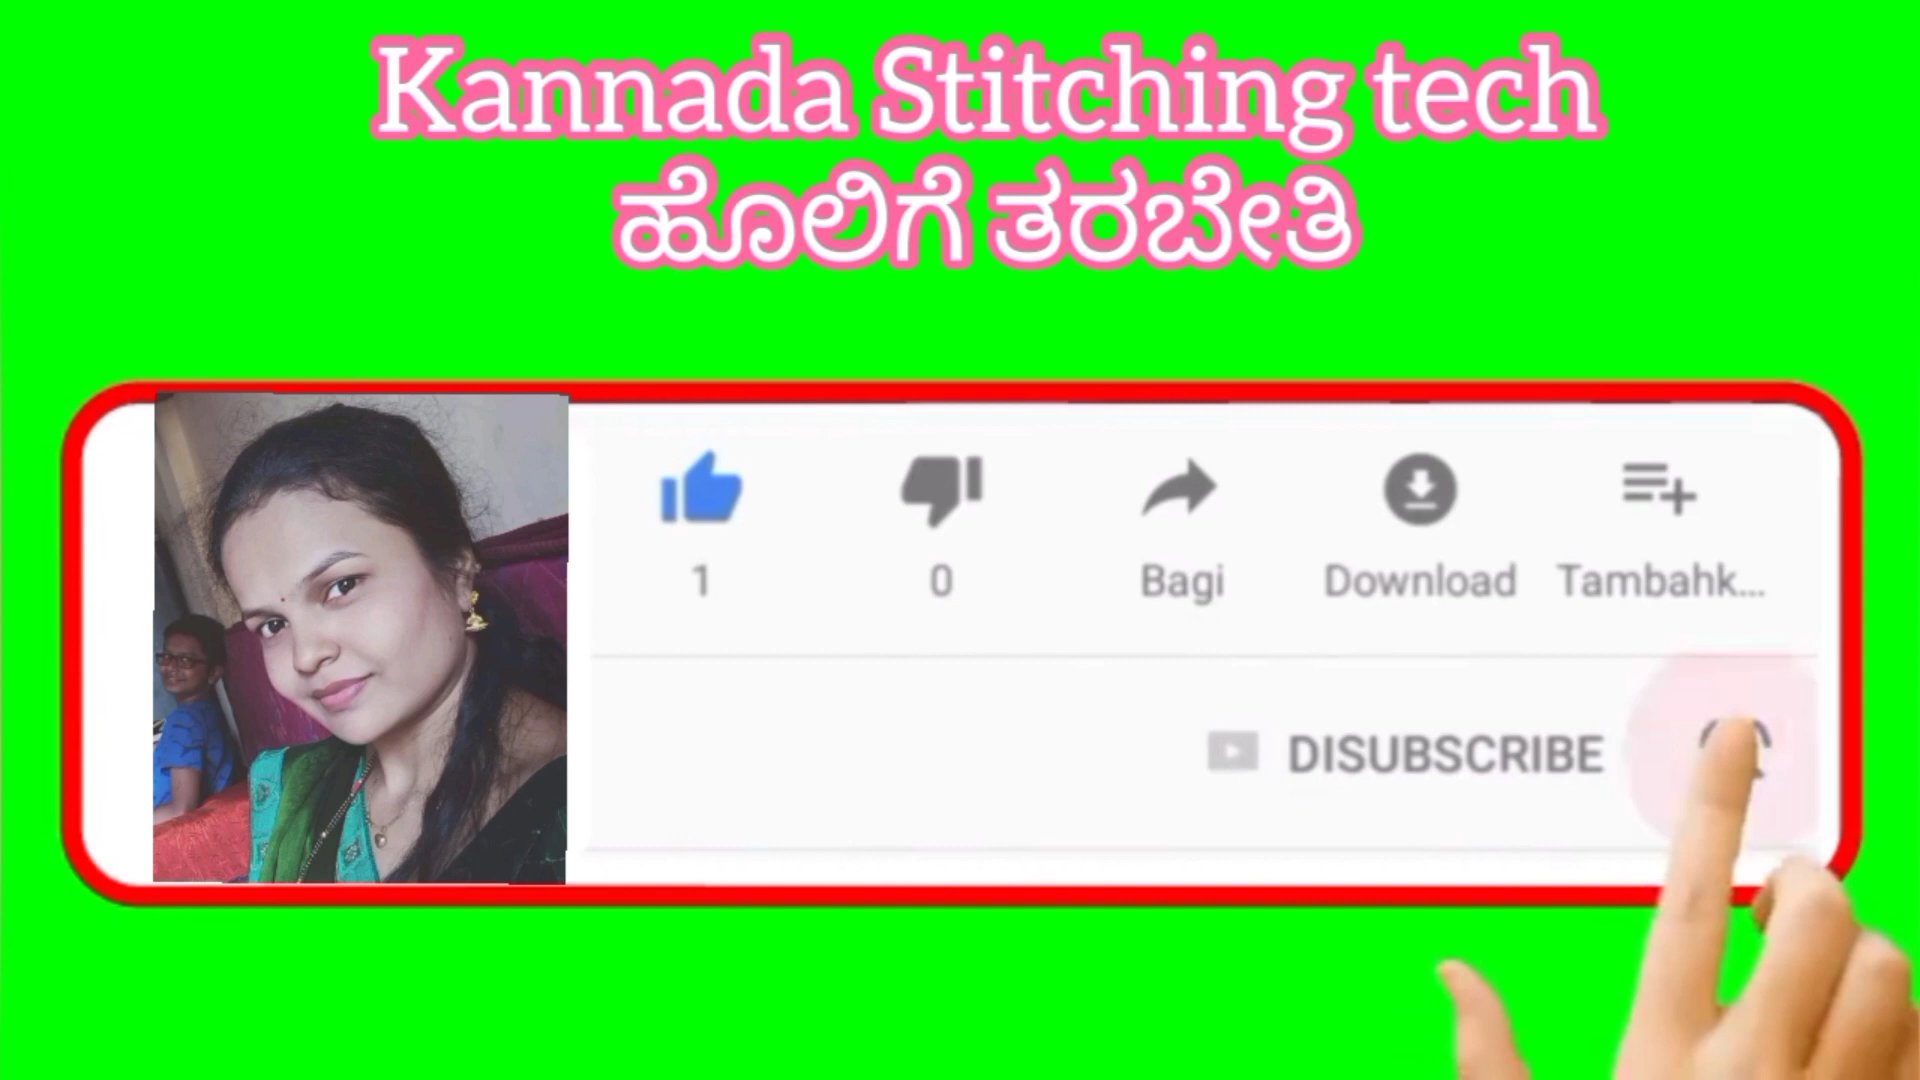 Kannada Stitching tech
ಹೊಲಿಗೆ ತರಬೇತಿ
1 0 Bagi Download Tambahk...
DISUBSCRIBE